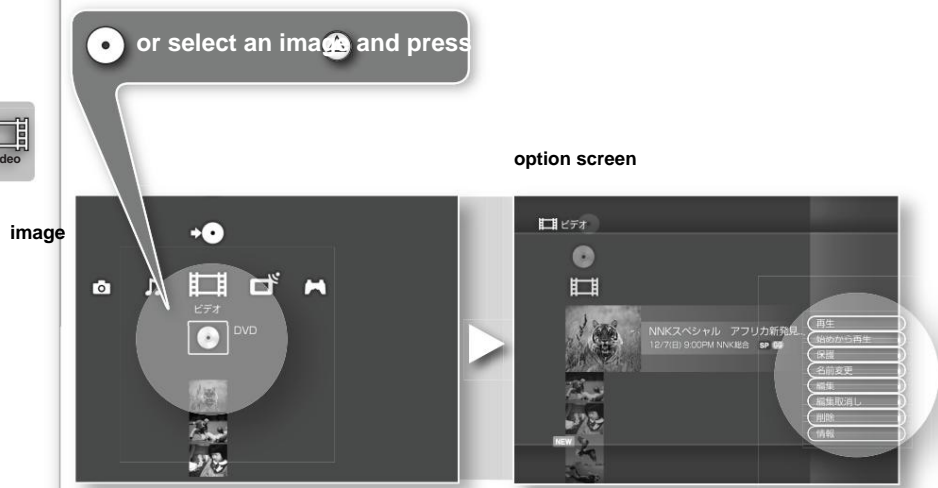 or select an image and press
deo
option screen
image
ビデオ
DVD
ビデオ
NNKスペシャル アフリカ新発見...
12/7(日) 9:00PM NNK総合 SP
NEW
再生
始めから再生
保護
名前変更
編集
編集取消し
削除
情報